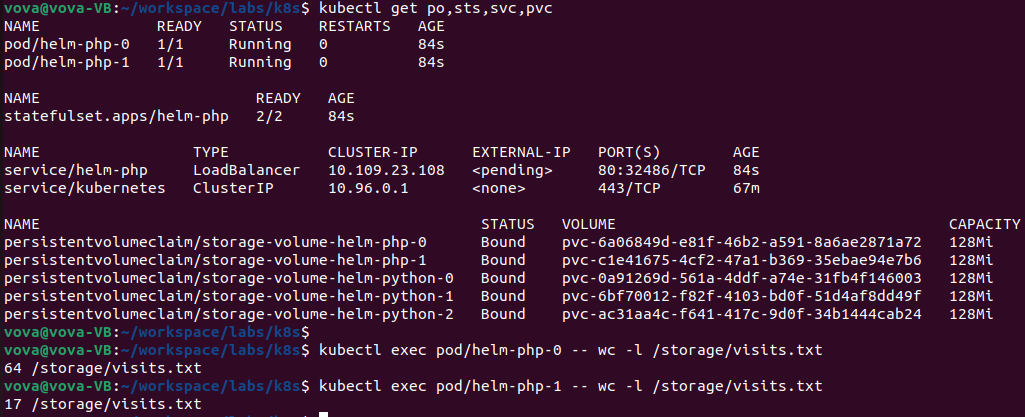 vova@vova-VB:~/workspace/labs/k8s$ kubectl get po,sts,svc,pvc
NAME             READY   STATUS    RESTARTS   AGE
pod/helm-php-0   1/1     Running   0          84s
pod/helm-php-1   1/1     Running   0          84s
NAME                        READY   AGE
statefulset.apps/helm-php   2/2     84s
NAME                 TYPE           CLUSTER-IP      EXTERNAL-IP   PORT(S)        AGE
service/helm-php     LoadBalancer   10.109.23.108   <pending>     80:32486/TCP   84s
service/kubernetes   ClusterIP      10.96.0.1       <none>        443/TCP        67m
NAME                                                 STATUS   VOLUME                                     CAPACITY
persistentvolumeclaim/storage-volume-helm-php-0      Bound    pvc-6a06849d-e81f-46b2-a591-8a6ae2871a72   128Mi
persistentvolumeclaim/storage-volume-helm-php-1      Bound    pvc-c1e41675-4cf2-47a1-b369-35ebae94e7b6   128Mi
persistentvolumeclaim/storage-volume-helm-python-0   Bound    pvc-0a91269d-561a-4ddf-a74e-31fb4f146003   128Mi
persistentvolumeclaim/storage-volume-helm-python-1   Bound    pvc-6bf70012-f82f-4103-bd0f-51d4af8dd49f   128Mi
persistentvolumeclaim/storage-volume-helm-python-2   Bound    pvc-ac31aa4c-f641-417c-9d0f-34b1444cab24   128Mi
vova@vova-VB:~/workspace/labs/k8s$
vova@vova-VB:~/workspace/labs/k8s$ kubectl exec pod/helm-php-0 -- wc -l /storage/visits.txt
64 /storage/visits.txt
vova@vova-VB:~/workspace/labs/k8s$ kubectl exec pod/helm-php-1 -- wc -l /storage/visits.txt
17 /storage/visits.txt
vova@vova-VB:~/workspace/labs/k8s$